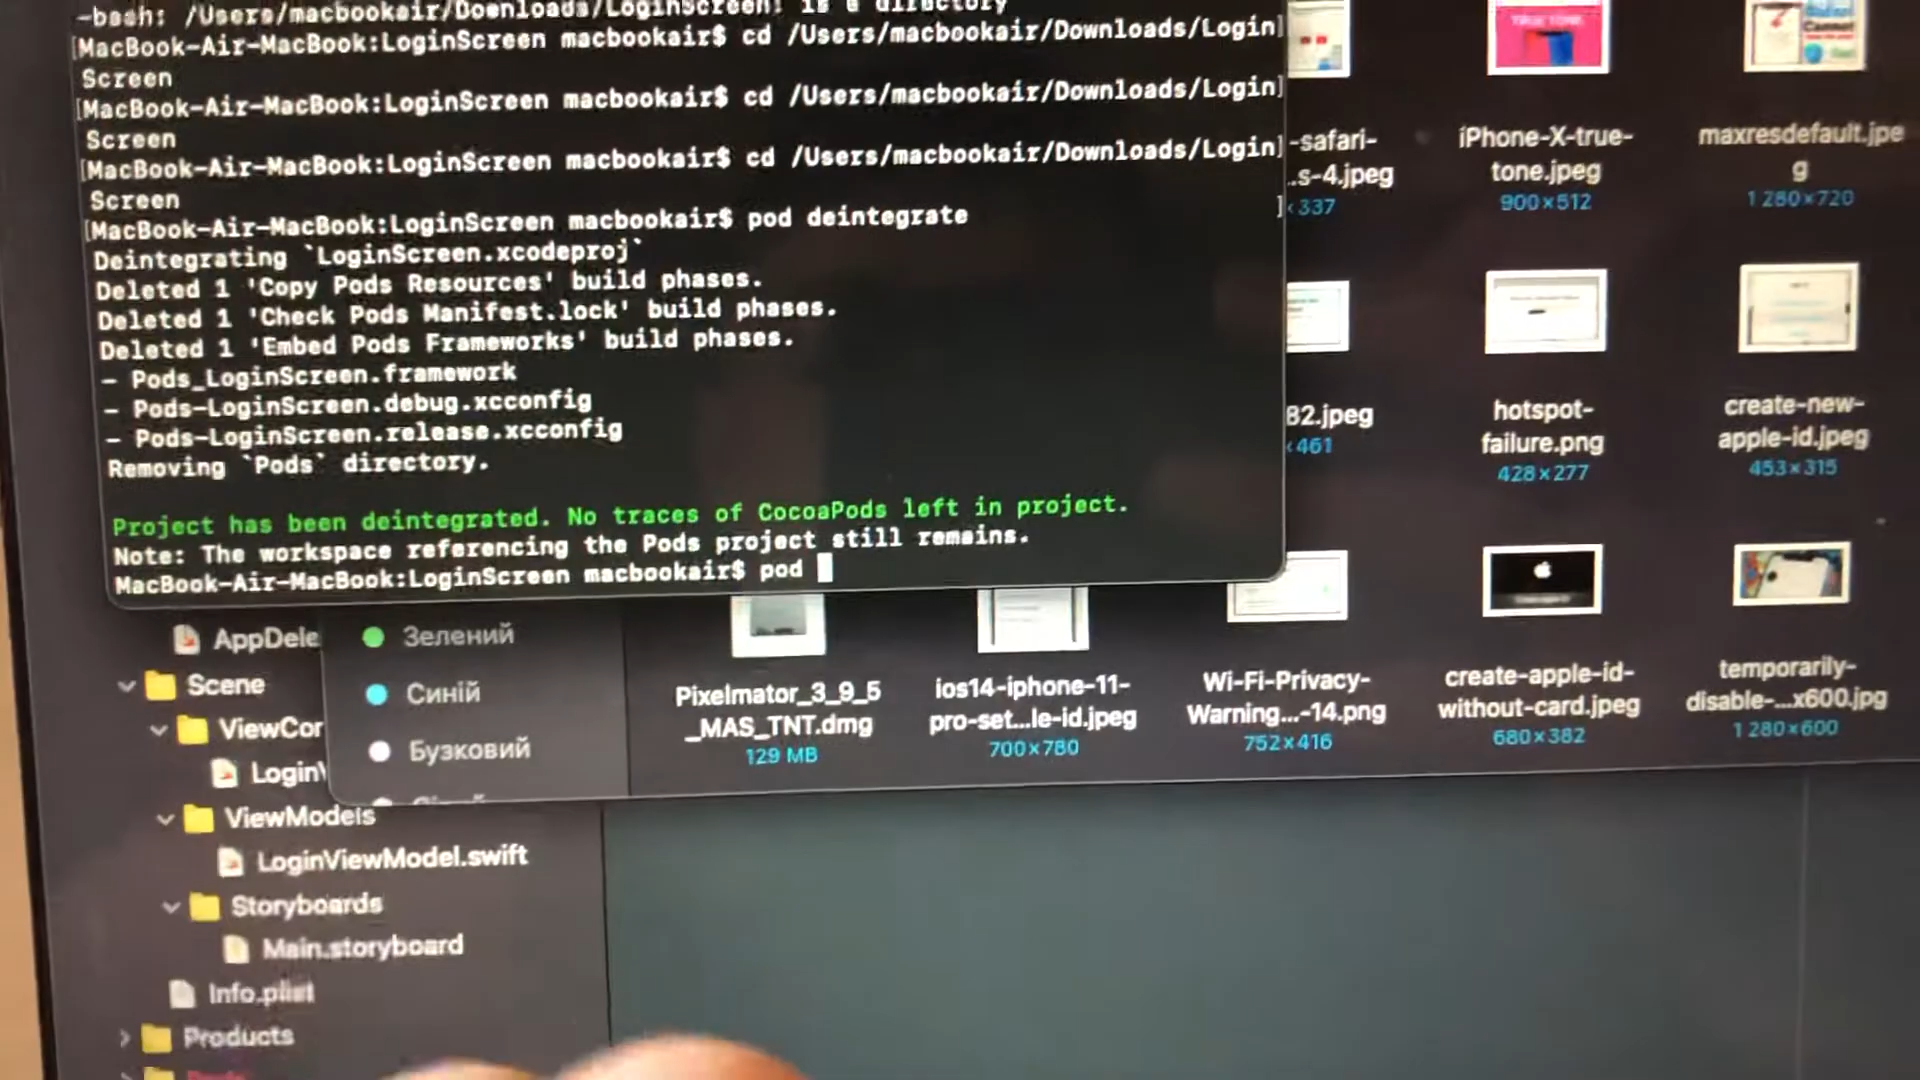 -bash: /Users/macbookair/Downloads/LoginScreen: is a directory
[MacBook-Air-MacBook:LoginScreen macbookair$ cd /Users/macbookair/Downloads/Login]
Screen
[MacBook-Air-MacBook:LoginScreen macbookair$ cd /Users/macbookair/Downloads/Login]
Screen
[MacBook-Air-MacBook:LoginScreen macbookair$ cd /Users/macbookair/Downloads/Login]
Screen
[MacBook-Air-MacBook:LoginScreen macbookair$ pod deintegrate ]
Deintegrating `LoginScreen.xcodeproj`
Deleted 1 'Copy Pods Resources' build phases.
Deleted 1 'Check Pods Manifest.lock' build phases.
Deleted 1 'Embed Pods Frameworks' build phases.
- Pods_LoginScreen.framework
- Pods-LoginScreen.debug.xcconfig
- Pods-LoginScreen.release.xcconfig
Removing `Pods` directory.
Project has been deintegrated. No traces of CocoaPods left in project.
Note: The workspace referencing the Pods project still remains.
MacBook-Air-MacBook:LoginScreen macbookair$ pod
-safari-
...s-4.jpeg
×337
iPhone-X-true-
tone.jpeg
900×512
maxresdefault.jpe
g
1 280×720
82.jpeg
×461
hotspot-
failure.png
428×277
create-new-
apple-id.jpeg
453×315
Pixelmator_3_9_5
_MAS_TNT.dmg
129 MB
ios14-iphone-11-
pro-set...le-id.jpeg
700×780
Wi-Fi-Privacy-
Warning...-14.png
752×416
create-apple-id-
without-card.jpeg
680×382
temporarily-
disable-...x600.jpg
1 280×600
Зелений
Синій
Бузковий
AppDele
Scene
ViewCor
Login
ViewModels
LoginViewModel.swift
Storyboards
Main.storyboard
Info.plist
Products